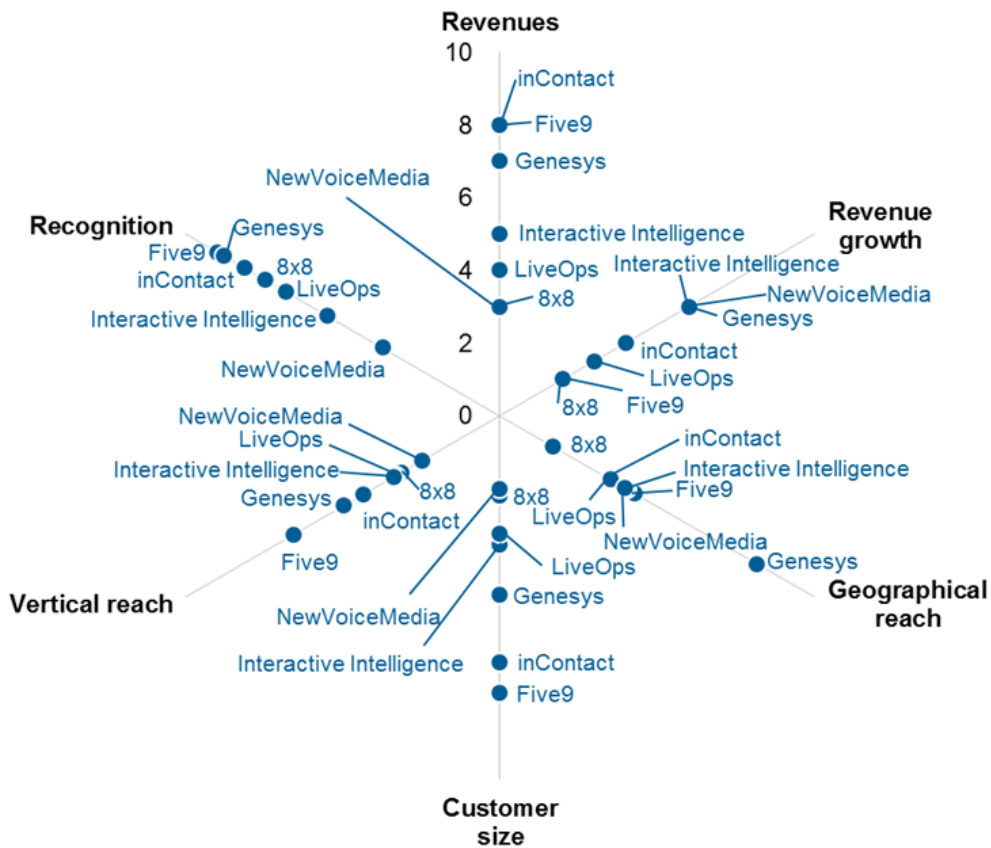 Revenues
10
inContact
8
Five9
Genesys
NewVoiceMedia
6
Recognition
Genesys
Revenue
growth
Five9
Interactive Intelligence
Interactive Intelligence
8x8
inContact
4
LiveOps
LiveOps
NewVoiceMedia
8x8
Interactive Intelligence
Genesys
2
inContact
NewVoiceMedia
LiveOps
8x8
Five9
NewVoiceMedia
0
LiveOps
8x8
inContact
Interactive Intelligence
Interactive Intelligence
Genesys
8x8
8x8
Five9
inContact
LiveOps
NewVoiceMedia
Five9
LiveOps
Genesys
Vertical reach
Genesys
Geographical
reach
NewVoiceMedia
Interactive Intelligence
inContact
Five9
Customer
size